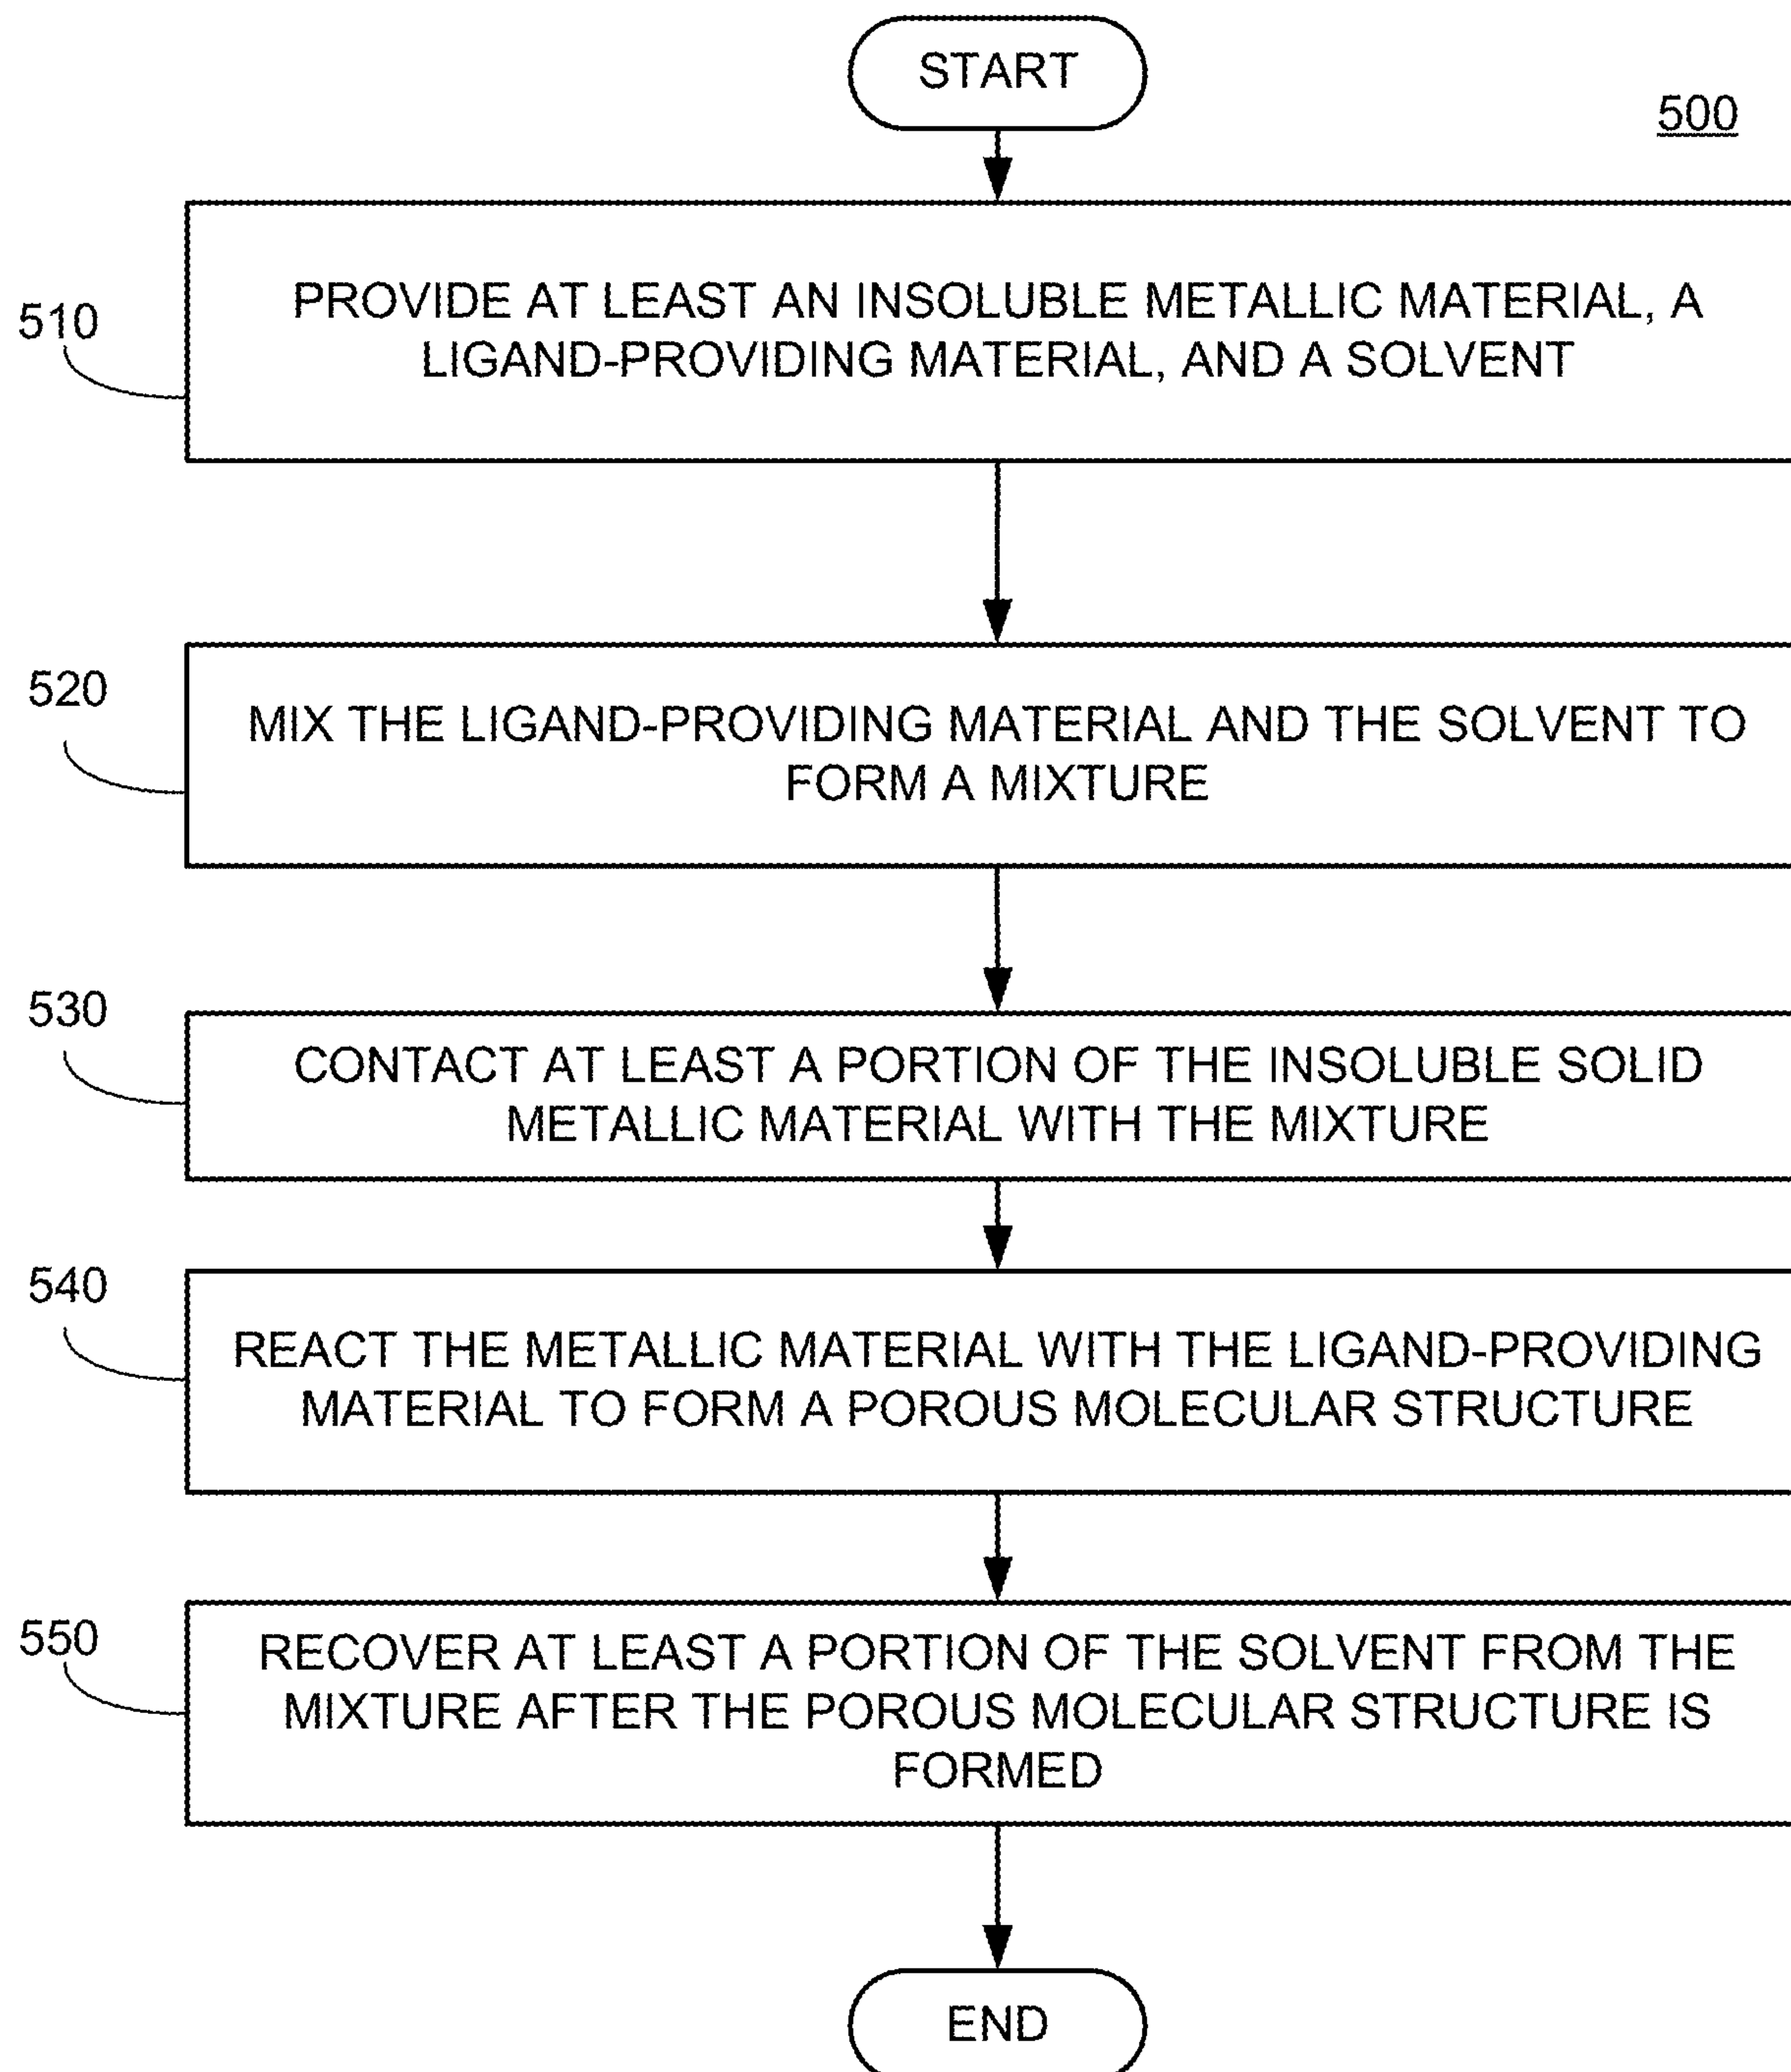 START
500
510
PROVIDE AT LEAST AN INSOLUBLE METALLIC MATERIAL, A
LIGAND-PROVIDING MATERIAL, AND A SOLVENT
520
MIX THE LIGAND-PROVIDING MATERIAL AND THE SOLVENT TO
FORM A MIXTURE
530
CONTACT AT LEAST A PORTION OF THE INSOLUBLE SOLID
METALLIC MATERIAL WITH THE MIXTURE
540
REACT THE METALLIC MATERIAL WITH THE LIGAND-PROVIDING
MATERIAL TO FORM A POROUS MOLECULAR STRUCTURE
550
RECOVER AT LEAST A PORTION OF THE SOLVENT FROM THE
MIXTURE AFTER THE POROUS MOLECULAR STRUCTURE IS
FORMED
END